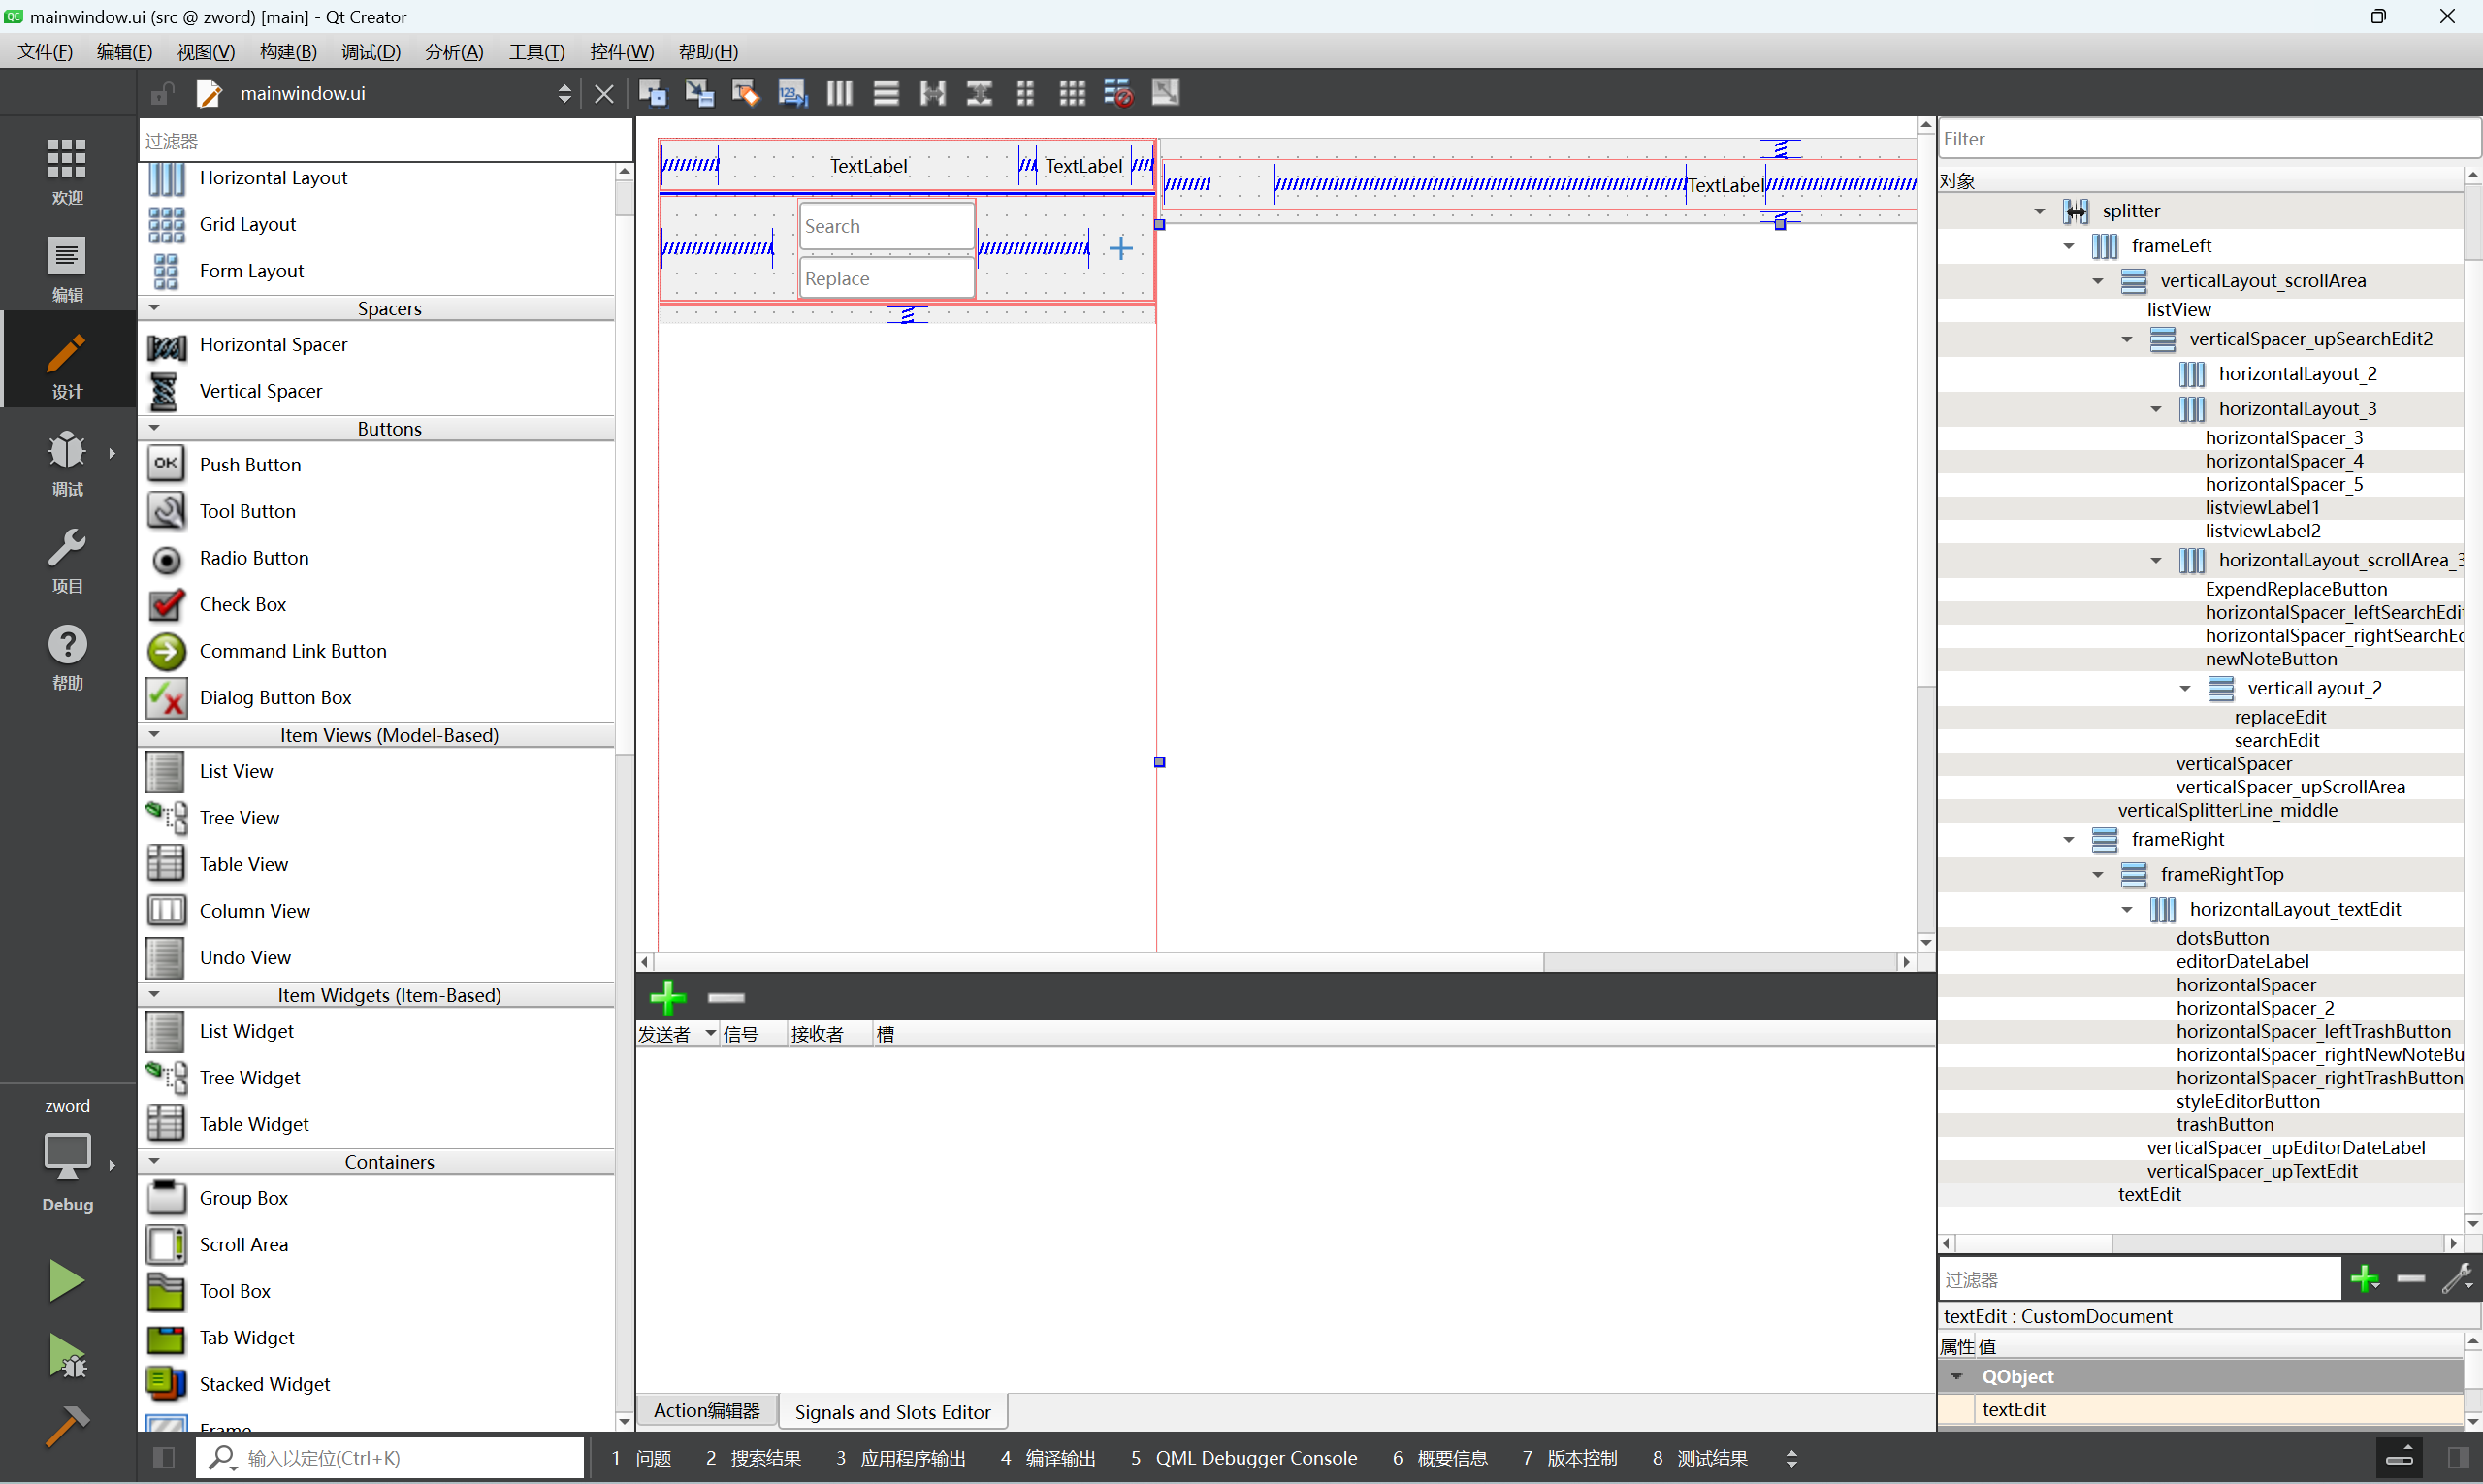 mainwindow.ui (src @ zword) [main] - Qt Creator
文件(F) 编辑(E) 视图(V) 构建(B) 调试(D) 分析(A) 工具(T) 控件(W) 帮助(H)
mainwindow.ui
欢迎
编辑
设计
调试
项目
帮助
zword
Debug
过滤器
Horizontal Layout
Grid Layout
Form Layout
Spacers
Horizontal Spacer
Vertical Spacer
Buttons
Push Button
Tool Button
Radio Button
Check Box
Command Link Button
Dialog Button Box
Item Views (Model-Based)
List View
Tree View
Table View
Column View
Undo View
Item Widgets (Item-Based)
List Widget
Tree Widget
Table Widget
Containers
Group Box
Scroll Area
Tool Box
Tab Widget
Stacked Widget
Frame
TextLabel TextLabel
TextLabel
Search
Replace
发送者 信号 接收者 槽
Action编辑器 Signals and Slots Editor
Filter
对象
splitter
frameLeft
verticalLayout_scrollArea
listView
verticalSpacer_upSearchEdit2
horizontalLayout_2
horizontalLayout_3
horizontalSpacer_3
horizontalSpacer_4
horizontalSpacer_5
listviewLabel1
listviewLabel2
horizontalLayout_scrollArea_3
ExpendReplaceButton
horizontalSpacer_leftSearchEdi
horizontalSpacer_rightSearchEd
newNoteButton
verticalLayout_2
replaceEdit
searchEdit
verticalSpacer
verticalSpacer_upScrollArea
verticalSplitterLine_middle
frameRight
frameRightTop
horizontalLayout_textEdit
dotsButton
editorDateLabel
horizontalSpacer
horizontalSpacer_2
horizontalSpacer_leftTrashButton
horizontalSpacer_rightNewNoteBu
horizontalSpacer_rightTrashButton
styleEditorButton
trashButton
verticalSpacer_upEditorDateLabel
verticalSpacer_upTextEdit
textEdit
过滤器
textEdit : CustomDocument
属性 值
QObject
textEdit
输入以定位(Ctrl+K) 1 问题 2 搜索结果 3 应用程序输出 4 编译输出 5 QML Debugger Console 6 概要信息 7 版本控制 8 测试结果